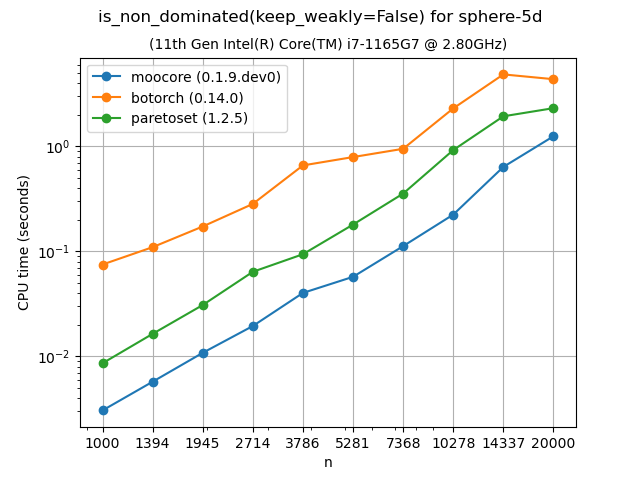 is_non_dominated(keep_weakly=False) for sphere-5d
(11th Gen Intel(R) Core(TM) i7-1165G7 @ 2.80GHz)
moocore (0.1.9.dev0)
botorch (0.14.0)
paretoset (1.2.5)
CPU time (seconds)
10⁰
10⁻¹
10⁻²
1000 1394 1945 2714 3786 5281 7368 10278 14337 20000
n